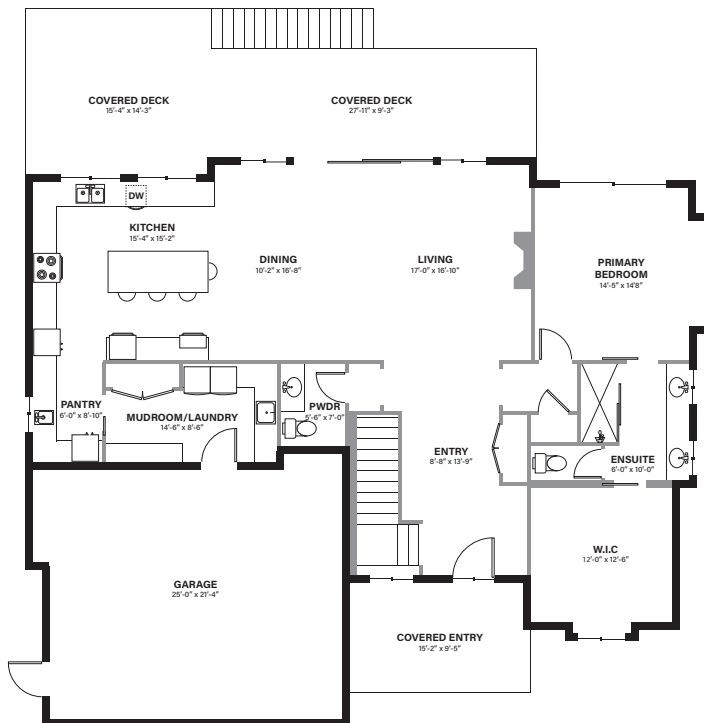 COVERED DECK
15'-4" x 14'-3"
COVERED DECK
27'-11" x 9'-3"
DW
KITCHEN
15'-4" x 15'-2"
DINING
10'-2" x 16'-8"
LIVING
17'-0" x 16'-10"
PRIMARY
BEDROOM
14'-5" x 14'8"
PANTRY
6'-0" x 8'-10"
MUDROOM/LAUNDRY
14'-6" x 8'-6"
PWDR
5'-6" x 7'-0"
ENTRY
8'-8" x 13'-9"
ENSUITE
6'-0" x 10'-0"
W.I.C
12'-0" x 12'-6"
GARAGE
25'-0" x 21'-4"
COVERED ENTRY
15'-2" x 9'-5"